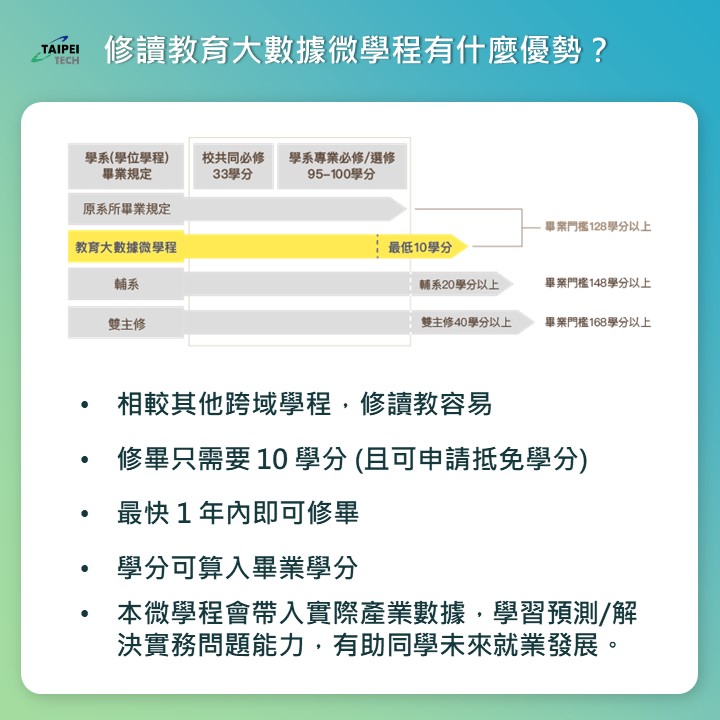 TAIPEI
TECH
修讀教育大數據微學程有什麼優勢？
學系(學位學程)
畢業規定
校共同必修
33學分
學系專業必修/選修
95–100學分
原系所畢業規定
畢業門檻128學分以上
教育大數據微學程
最低10學分
輔系
輔系20學分以上
畢業門檻148學分以上
雙主修
雙主修40學分以上
畢業門檻168學分以上
• 相較其他跨域學程，修讀教容易
• 修畢只需要 10 學分 (且可申請抵免學分)
• 最快 1 年內即可修畢
• 學分可算入畢業學分
• 本微學程會帶入實際產業數據，學習預測/解
決實務問題能力，有助同學未來就業發展。